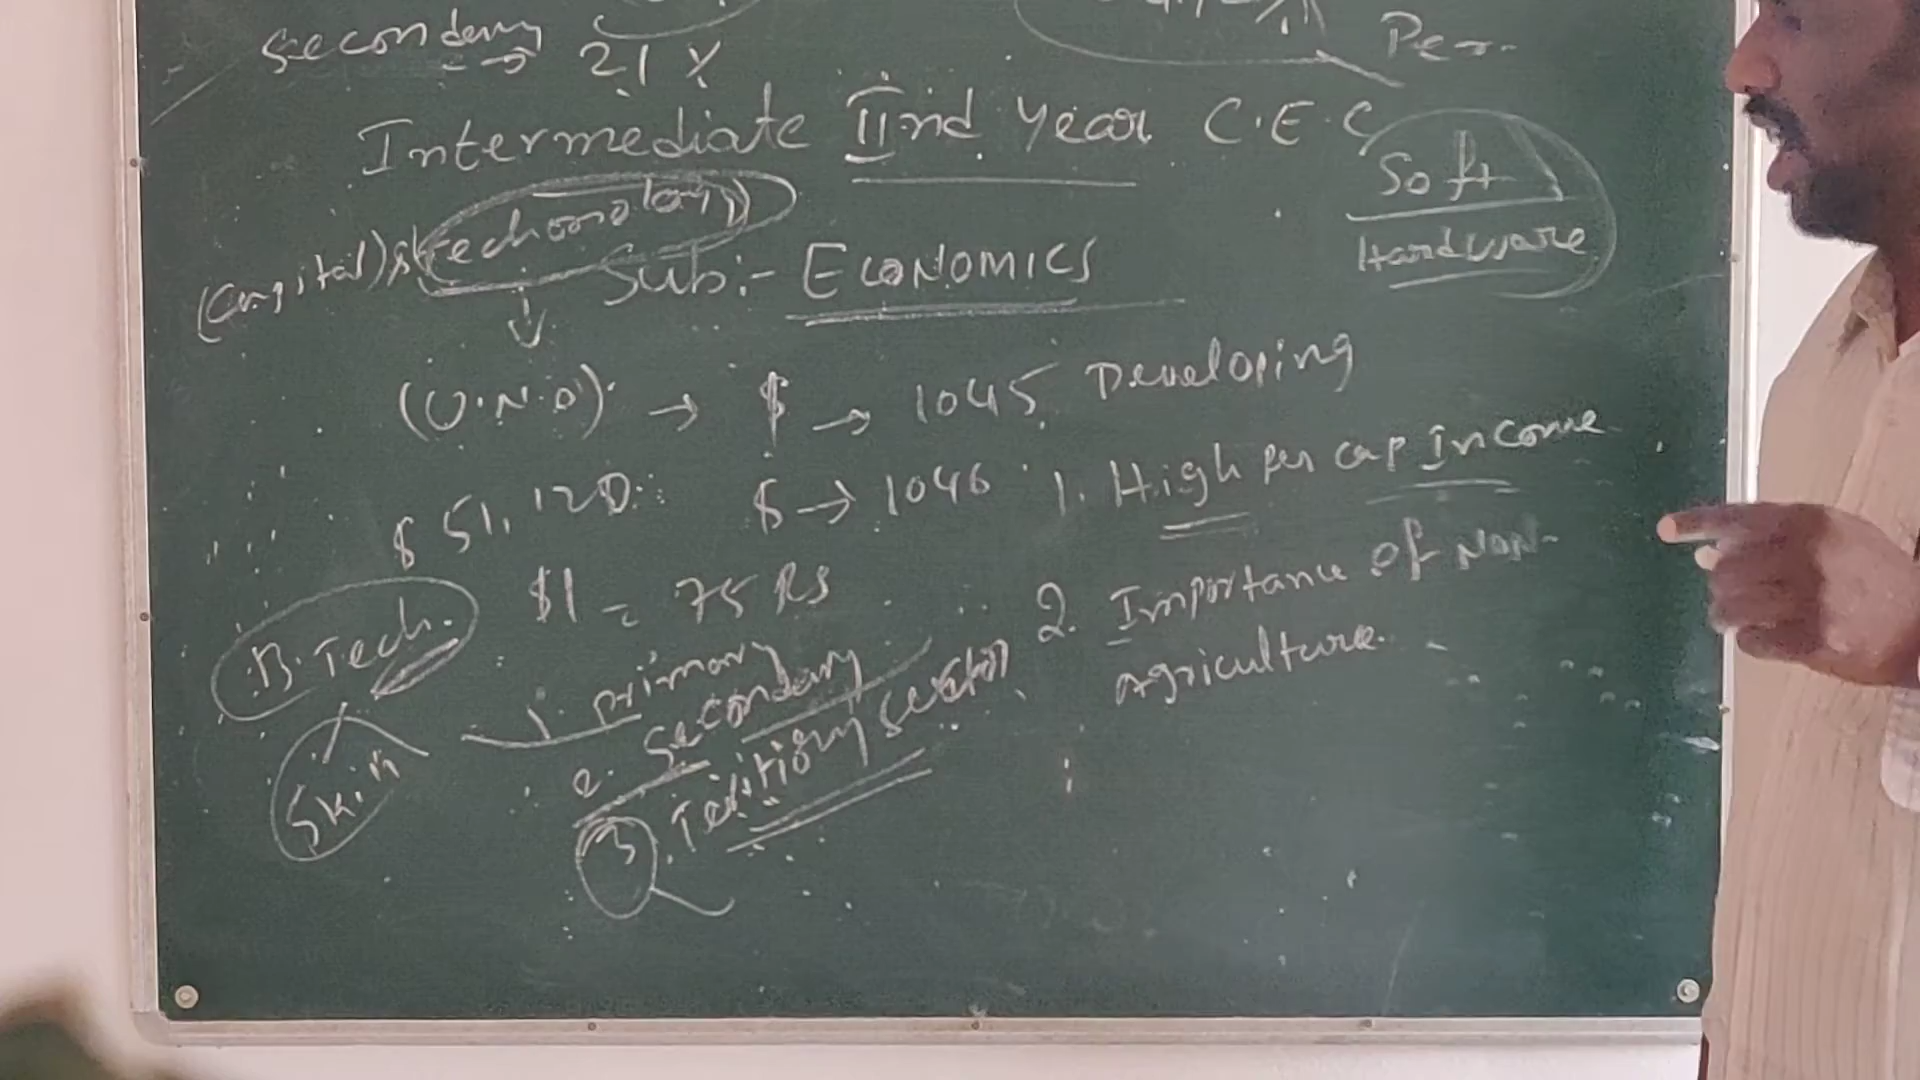 secondary → 21 %
Per-
Intermediate IInd Year C.E.C
Soft
Hardware
(Capital) & technology
Sub:- ECONOMICS
(U.N.O) → $ → 1045 Developing
$ 51,120 $ → 1046 1. High per cap Income
$1 = 75 Rs
2. Importance of Non-
agriculture.
B.Tech.
Skill
1. primary
2. Secondary
3. Teritiory sector